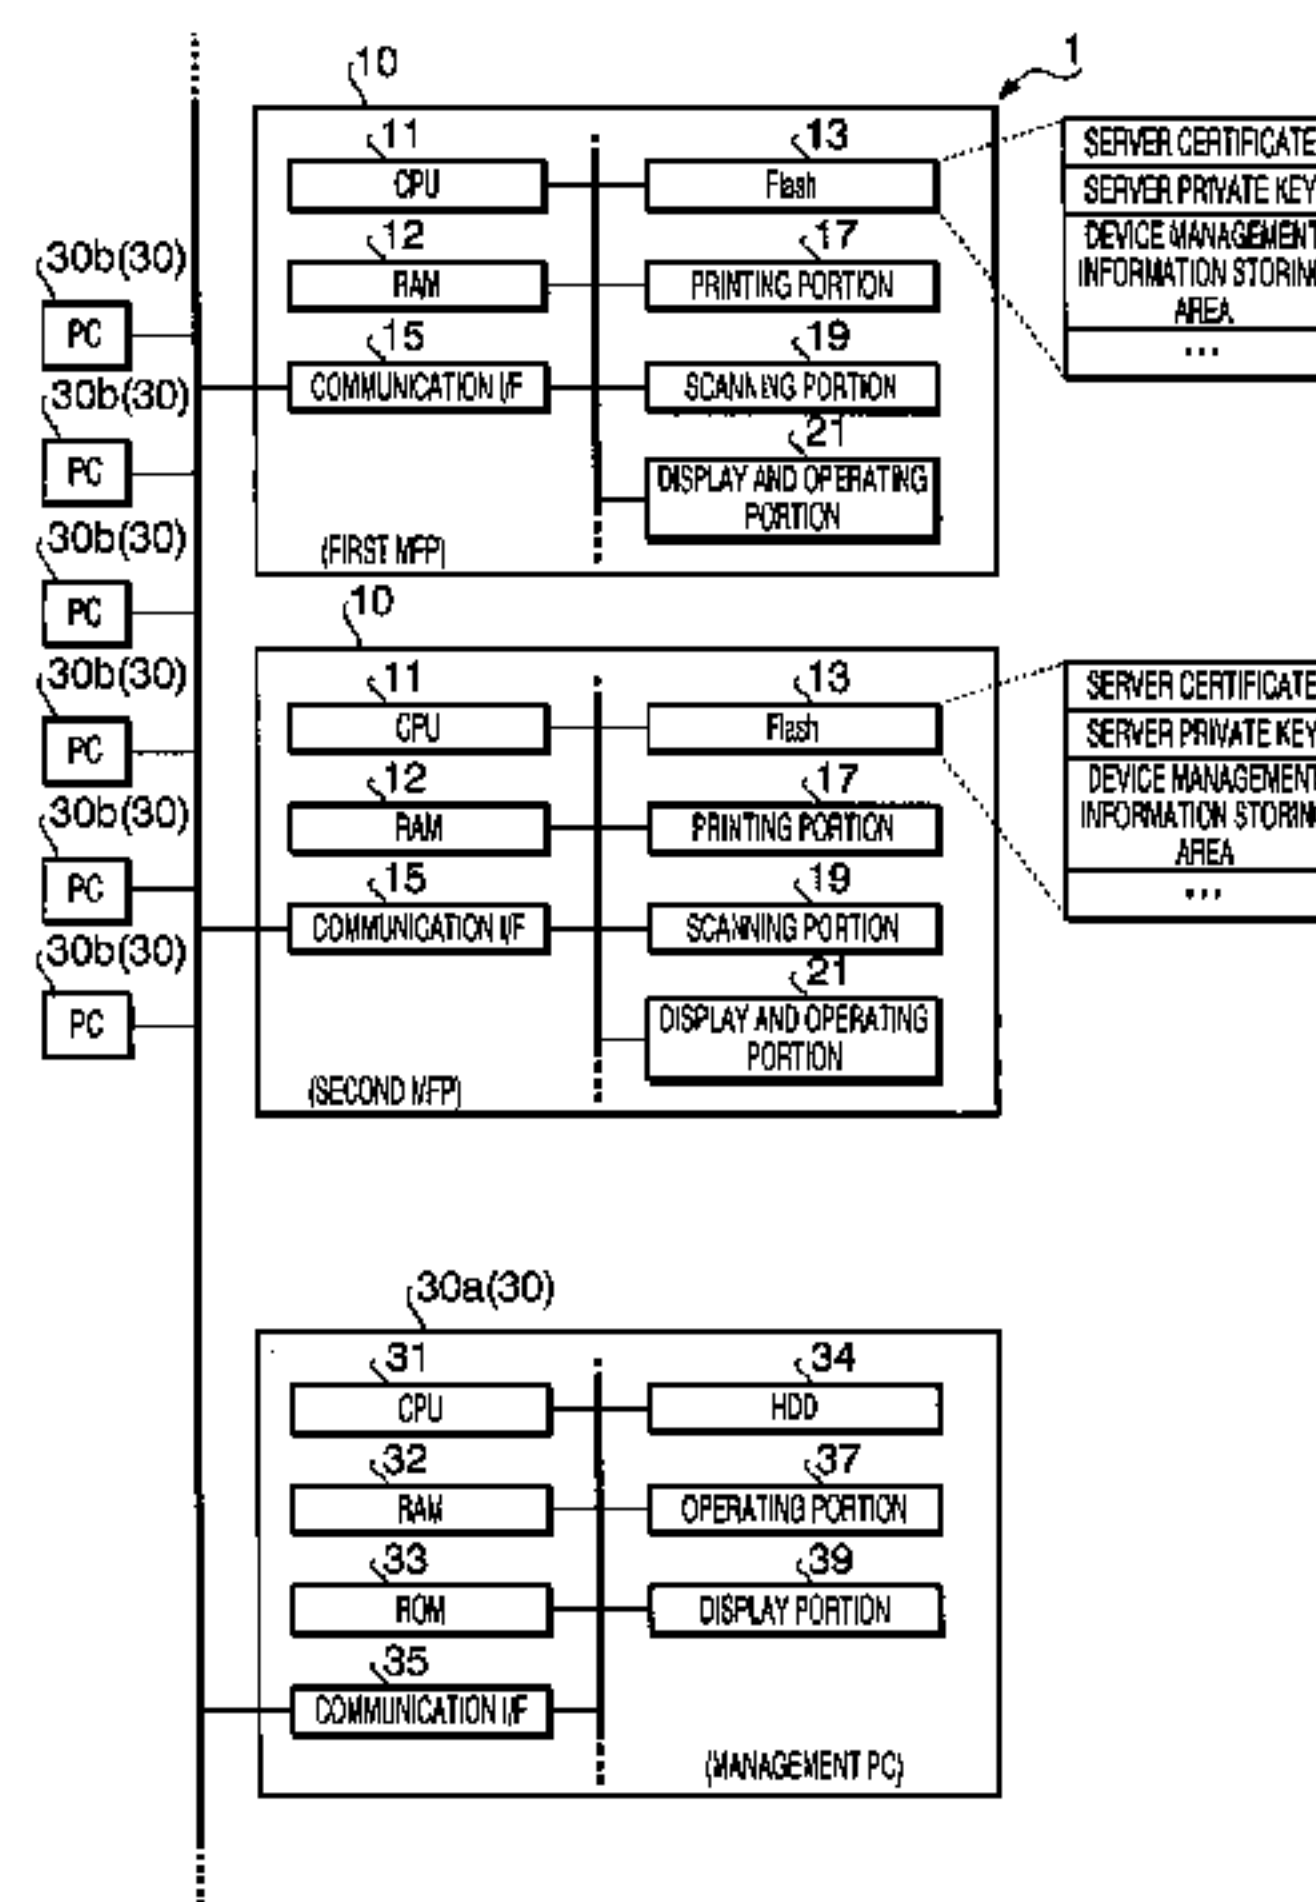 1
10
11
CPU
13
Flash
12
RAM
17
PRINTING PORTION
15
COMMUNICATION I/F
19
SCANNING PORTION
21
DISPLAY AND OPERATING
PORTION
(FIRST MFP)
SERVER CERTIFICATE
SERVER PRIVATE KEY
DEVICE MANAGEMENT
INFORMATION STORIN
AREA
...
30b(30)
PC
30b(30)
PC
30b(30)
PC
30b(30)
PC
30b(30)
PC
30b(30)
PC
10
11
CPU
13
Flash
12
RAM
17
PRINTING PORTION
15
COMMUNICATION I/F
19
SCANNING PORTION
21
DISPLAY AND OPERATING
PORTION
(SECOND MFP)
SERVER CERTIFICATE
SERVER PRIVATE KEY
DEVICE MANAGEMENT
INFORMATION STORIN
AREA
...
30a(30)
31
CPU
34
HDD
32
RAM
37
OPERATING PORTION
33
ROM
39
DISPLAY PORTION
35
COMMUNICATION I/F
(MANAGEMENT PC)